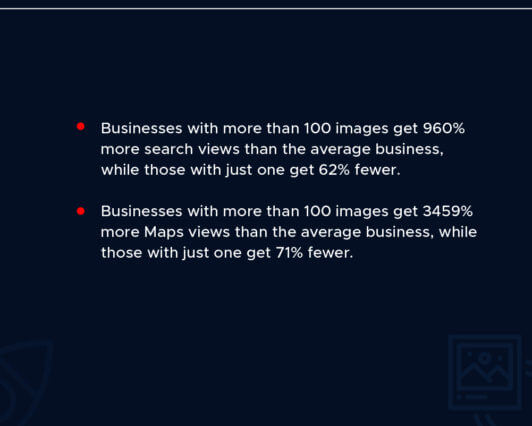 Businesses with more than 100 images get 960%
more search views than the average business,
while those with just one get 62% fewer.
Businesses with more than 100 images get 3459%
more Maps views than the average business, while
those with just one get 71% fewer.